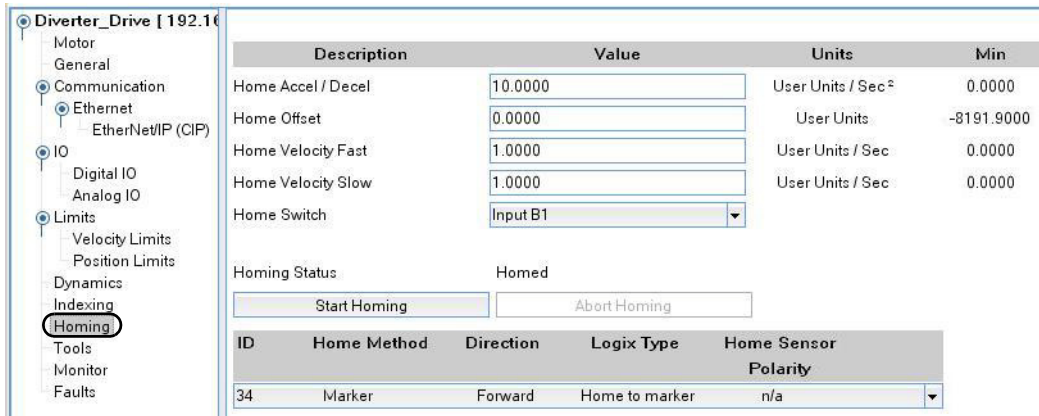 Diverter_Drive [ 192.16
Motor
General
Communication
Ethernet
EtherNet/IP (CIP)
IO
Digital IO
Analog IO
Limits
Velocity Limits
Position Limits
Dynamics
Indexing
Homing
Tools
Monitor
Faults
Description Value Units Min
Home Accel / Decel 10.0000 User Units / Sec² 0.0000
Home Offset 0.0000 User Units -8191.9000
Home Velocity Fast 1.0000 User Units / Sec 0.0000
Home Velocity Slow 1.0000 User Units / Sec 0.0000
Home Switch Input B1
Homing Status Homed
Start Homing Abort Homing
ID Home Method Direction Logix Type Home Sensor
Polarity
34 Marker Forward Home to marker n/a